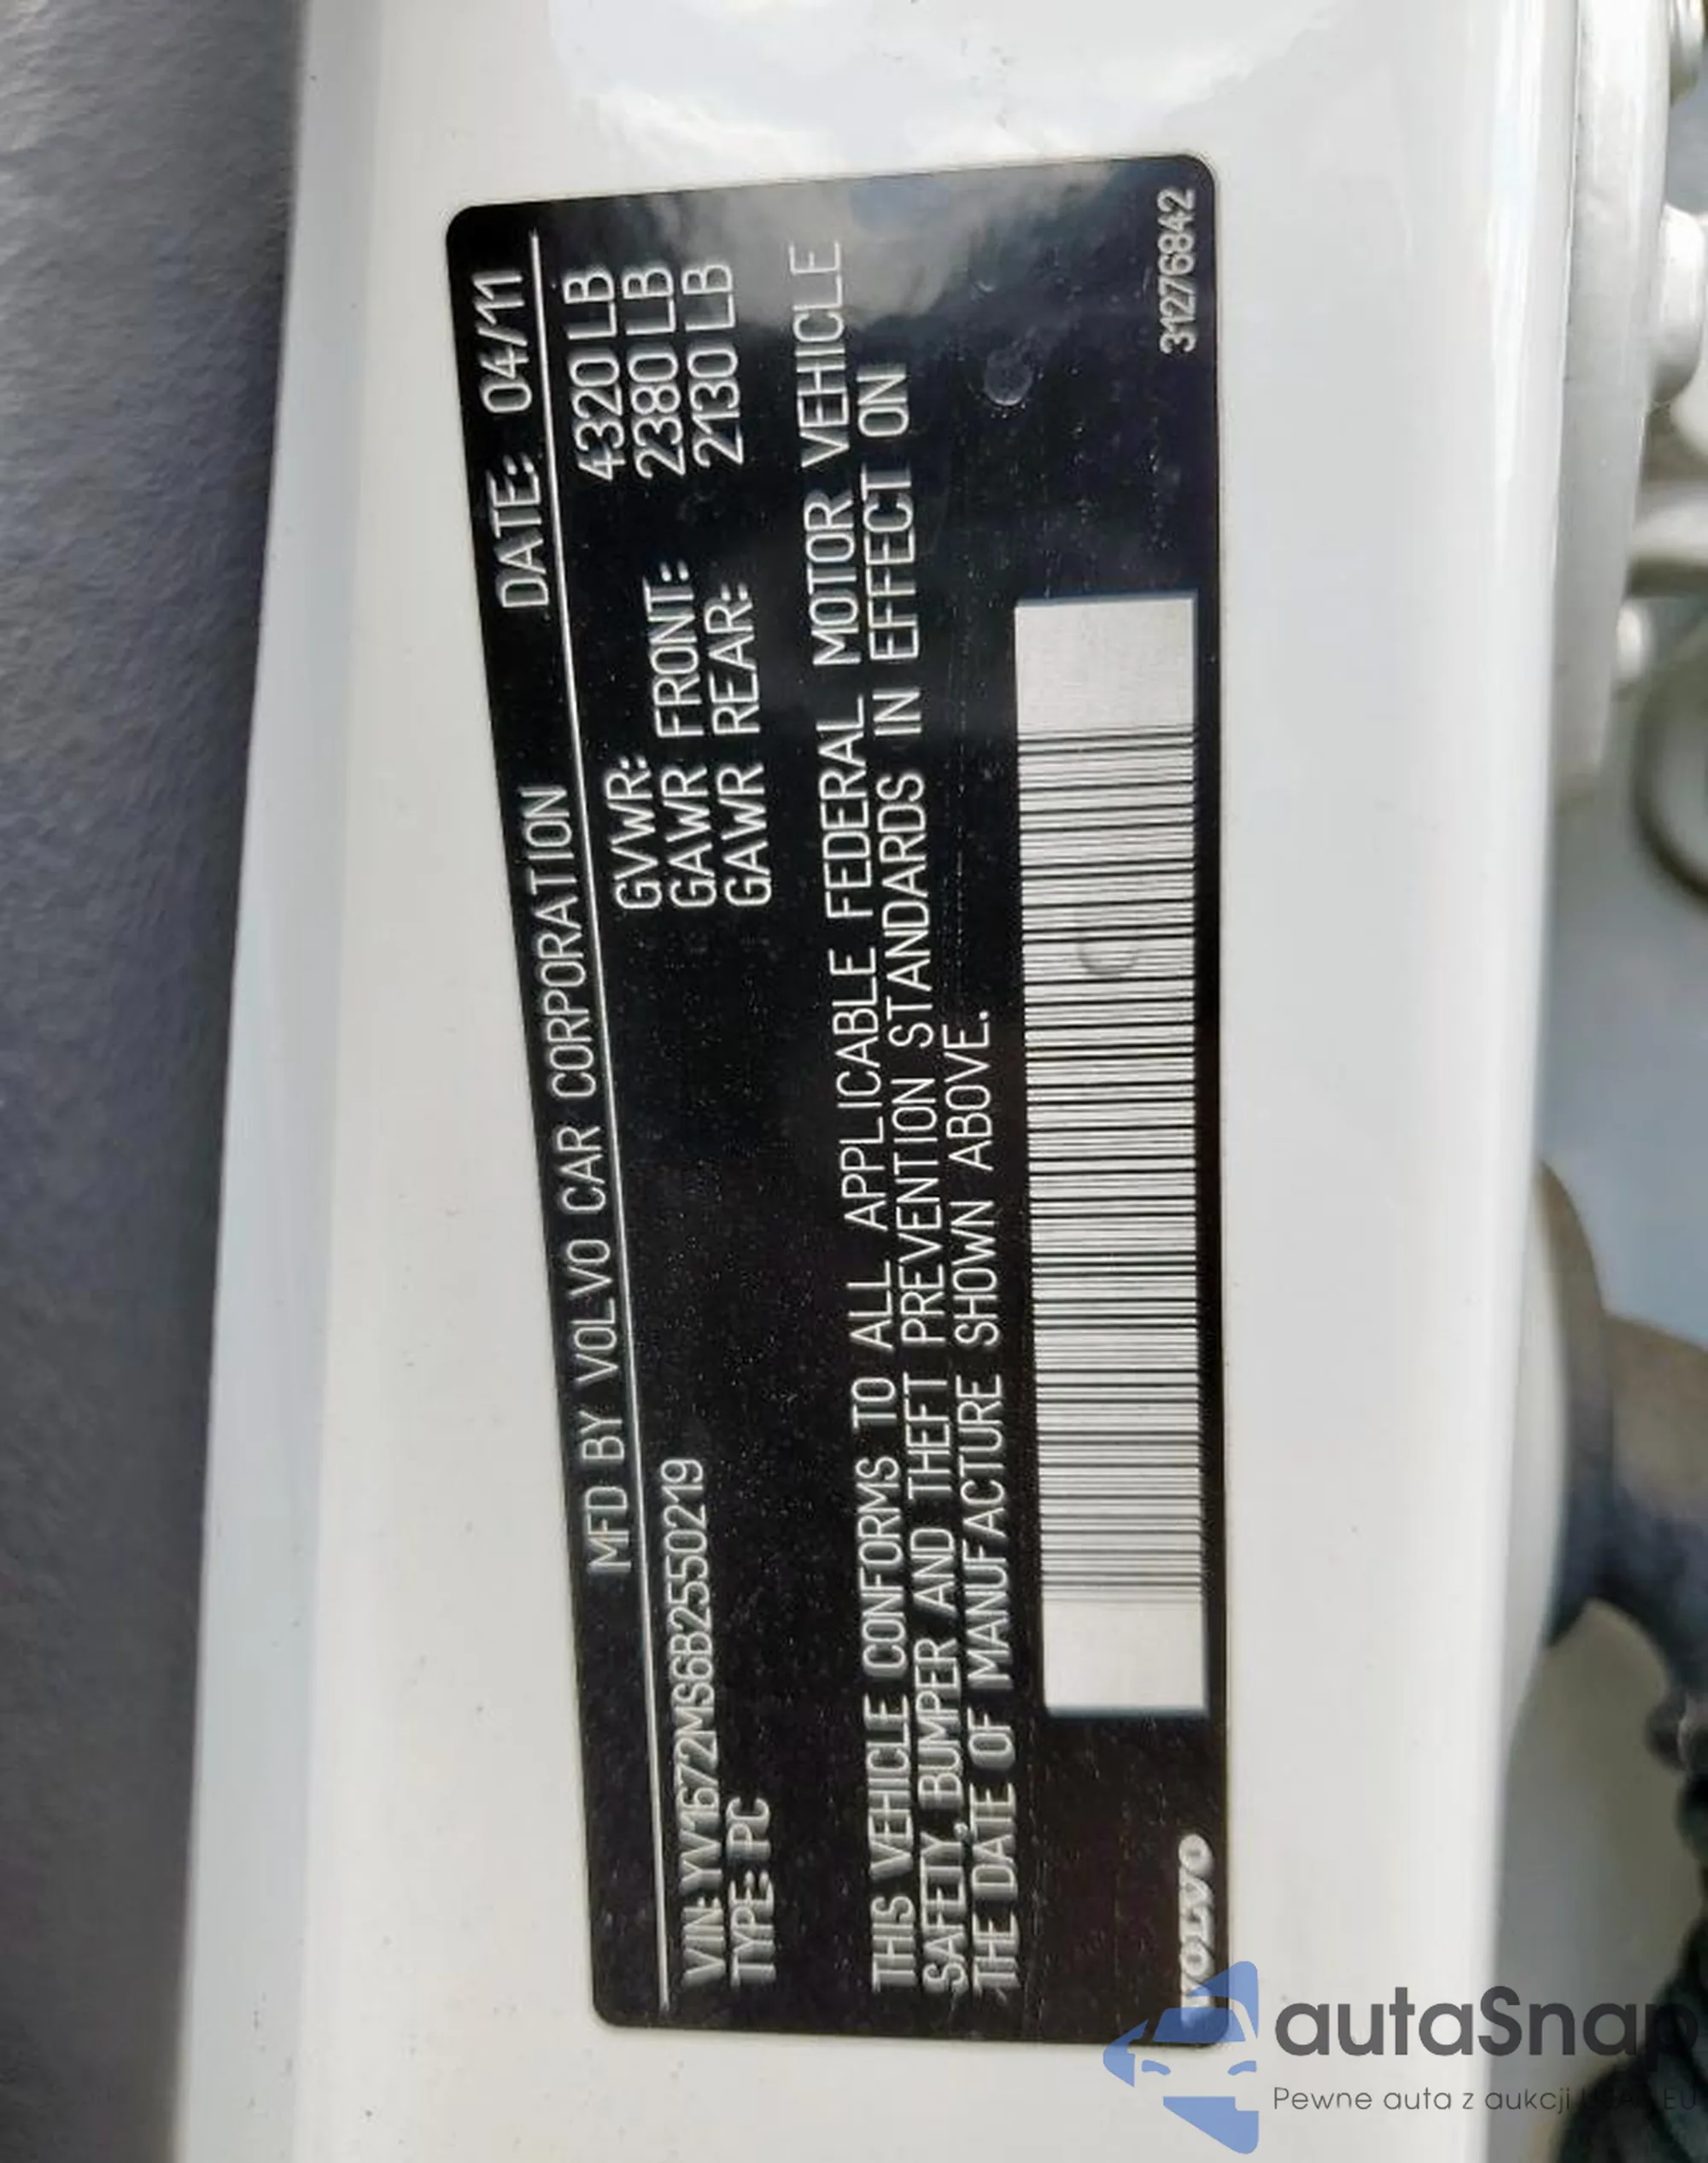 MFD BY VOLVO CAR CORPORATION DATE: 04/11
VIN: YV1672MS6B2550219 GVWR: 4320 LB
TYPE: PC GAWR FRONT: 2380 LB
GAWR REAR: 2130 LB
THIS VEHICLE CONFORMS TO ALL APPLICABLE FEDERAL MOTOR VEHICLE
SAFETY, BUMPER AND THEFT PREVENTION STANDARDS IN EFFECT ON
THE DATE OF MANUFACTURE SHOWN ABOVE.
VOLVO 31276842
autaSnap
Pewne auta z aukcji